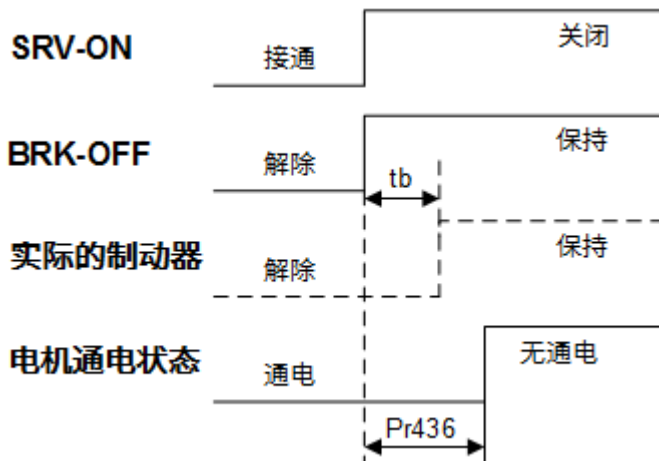 SRV-ON 接通 关闭
BRK-OFF 解除 保持
tb
实际的制动器 解除 保持
电机通电状态 通电 无通电
Pr436